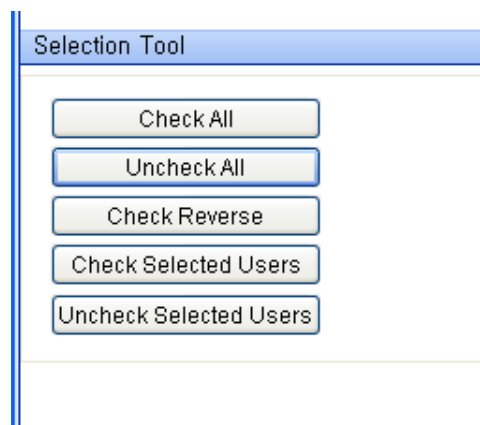 Selection Tool
Check All
Uncheck All
Check Reverse
Check Selected Users
Uncheck Selected Users